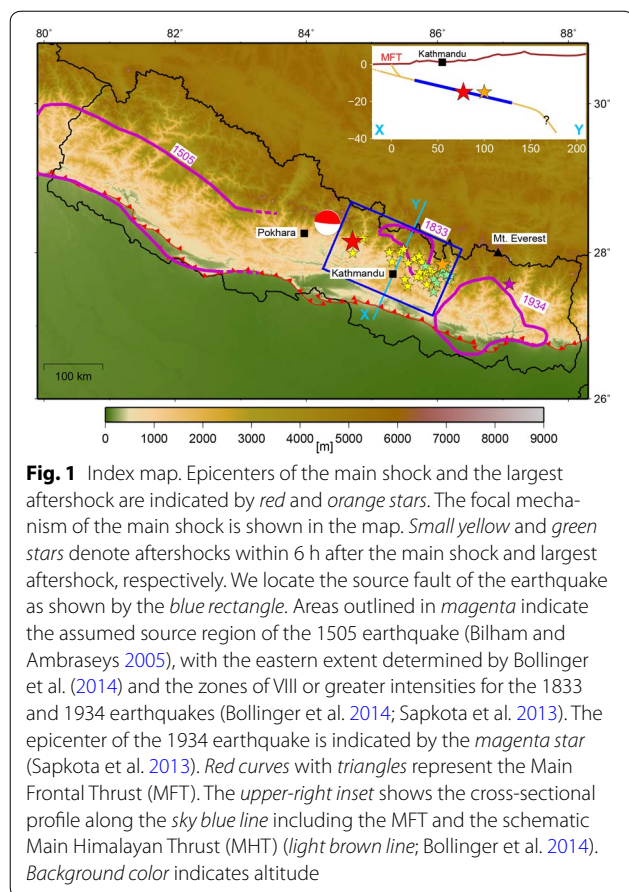 80°
82°
84°
86°
88°
MFT
Kathmandu
0
−20
−40
?
X
Y
0
50
100
150
200
30°
28°
26°
1505
Pokhara
Y
1833
Mt. Everest
Kathmandu
X
1934
100 km
0
1000
2000
3000
4000
5000
6000
7000
8000
9000
[m]
Fig. 1 Index map. Epicenters of the main shock and the largest
aftershock are indicated by red and orange stars. The focal mecha-
nism of the main shock is shown in the map. Small yellow and green
stars denote aftershocks within 6 h after the main shock and largest
aftershock, respectively. We locate the source fault of the earthquake
as shown by the blue rectangle. Areas outlined in magenta indicate
the assumed source region of the 1505 earthquake (Bilham and
Ambraseys 2005), with the eastern extent determined by Bollinger
et al. (2014) and the zones of VIII or greater intensities for the 1833
and 1934 earthquakes (Bollinger et al. 2014; Sapkota et al. 2013). The
epicenter of the 1934 earthquake is indicated by the magenta star
(Sapkota et al. 2013). Red curves with triangles represent the Main
Frontal Thrust (MFT). The upper-right inset shows the cross-sectional
profile along the sky blue line including the MFT and the schematic
Main Himalayan Thrust (MHT) (light brown line; Bollinger et al. 2014).
Background color indicates altitude